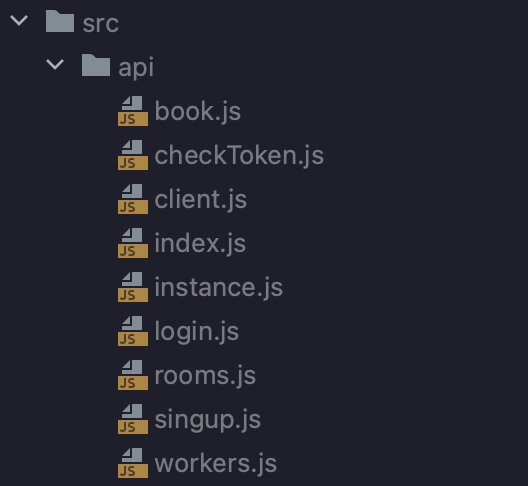 src
api
JS book.js
JS checkToken.js
JS client.js
JS index.js
JS instance.js
JS login.js
JS rooms.js
JS singup.js
JS workers.js